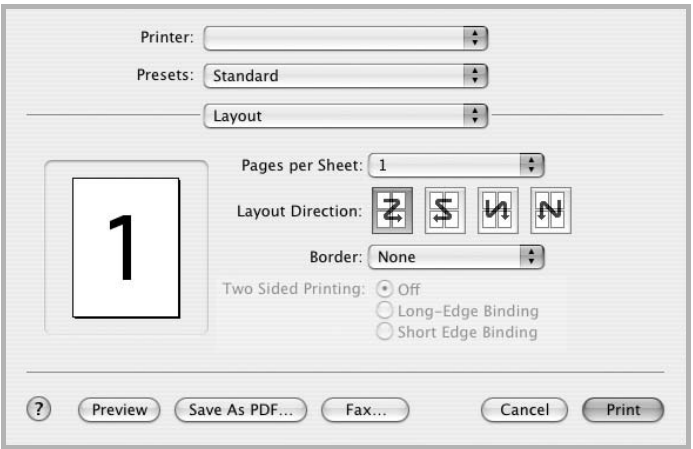 Printer:
Presets: Standard
Layout
Pages per Sheet: 1
1
Layout Direction:
Border: None
Two Sided Printing: Off
Long-Edge Binding
Short Edge Binding
? Preview Save As PDF... Fax... Cancel Print